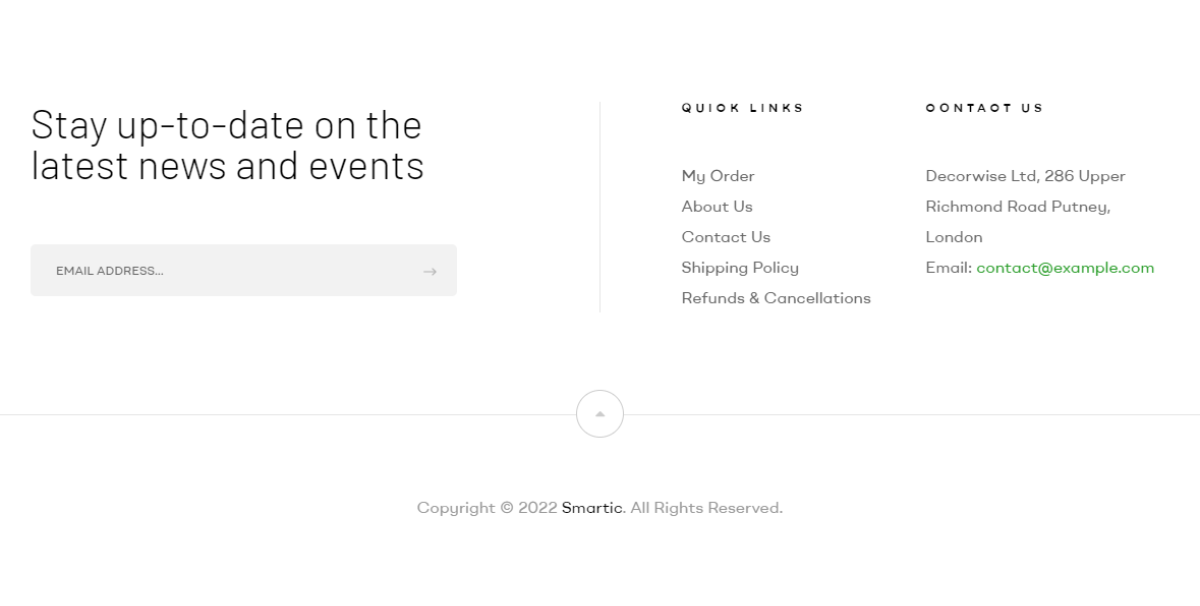 Stay up-to-date on the
latest news and events
EMAIL ADDRESS...
QUICK LINKS
My Order
About Us
Contact Us
Shipping Policy
Refunds & Cancellations
CONTACT US
Decorwise Ltd, 286 Upper
Richmond Road Putney,
London
Email: contact@example.com
Copyright © 2022 Smartic. All Rights Reserved.